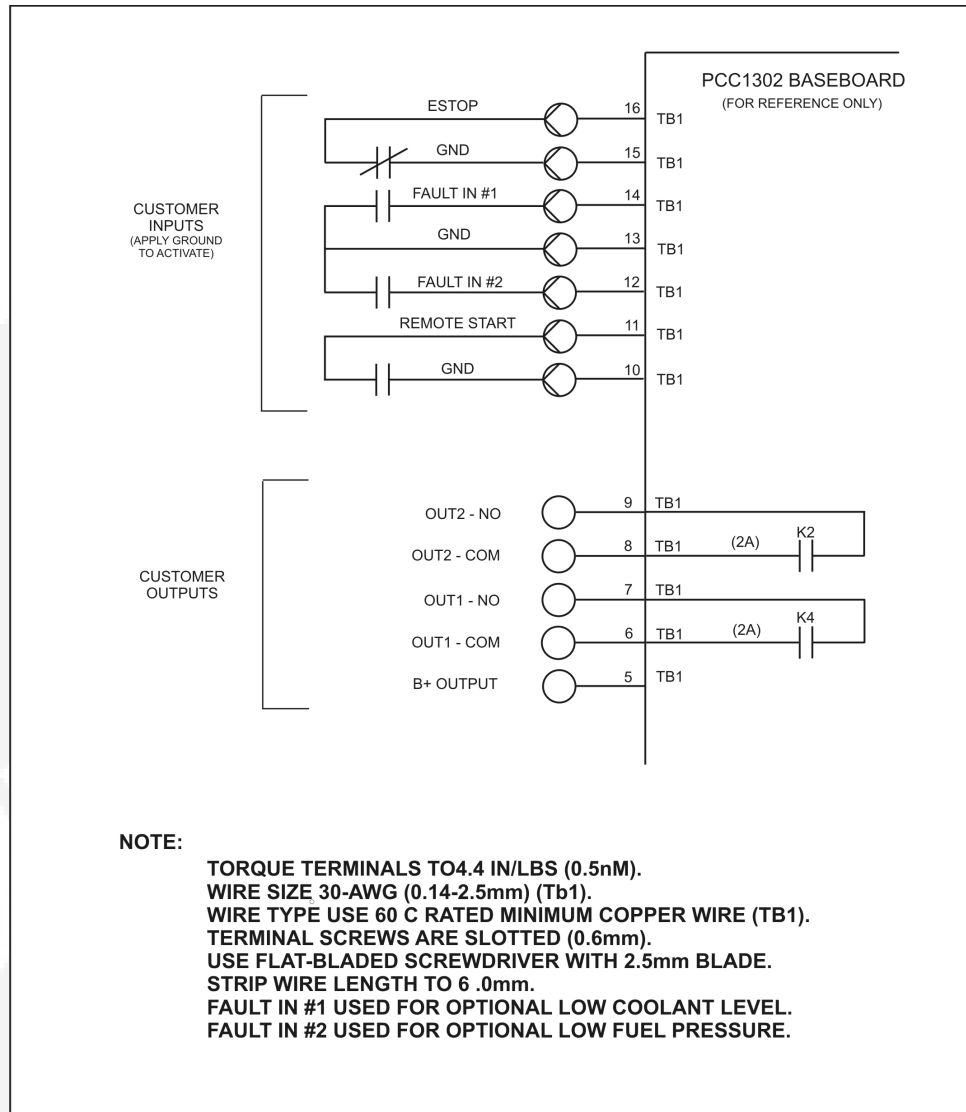 PCC1302 BASEBOARD
(FOR REFERENCE ONLY)
CUSTOMER
INPUTS
(APPLY GROUND
TO ACTIVATE)
ESTOP 16 TB1
GND 15 TB1
FAULT IN #1 14 TB1
GND 13 TB1
FAULT IN #2 12 TB1
REMOTE START 11 TB1
GND 10 TB1
CUSTOMER
OUTPUTS
OUT2 - NO 9 TB1
OUT2 - COM 8 TB1 (2A) K2
OUT1 - NO 7 TB1
OUT1 - COM 6 TB1 (2A) K4
B+ OUTPUT 5 TB1
NOTE:
TORQUE TERMINALS TO4.4 IN/LBS (0.5nM).
WIRE SIZE 30-AWG (0.14-2.5mm) (Tb1).
WIRE TYPE USE 60 C RATED MINIMUM COPPER WIRE (TB1).
TERMINAL SCREWS ARE SLOTTED (0.6mm).
USE FLAT-BLADED SCREWDRIVER WITH 2.5mm BLADE.
STRIP WIRE LENGTH TO 6 .0mm.
FAULT IN #1 USED FOR OPTIONAL LOW COOLANT LEVEL.
FAULT IN #2 USED FOR OPTIONAL LOW FUEL PRESSURE.